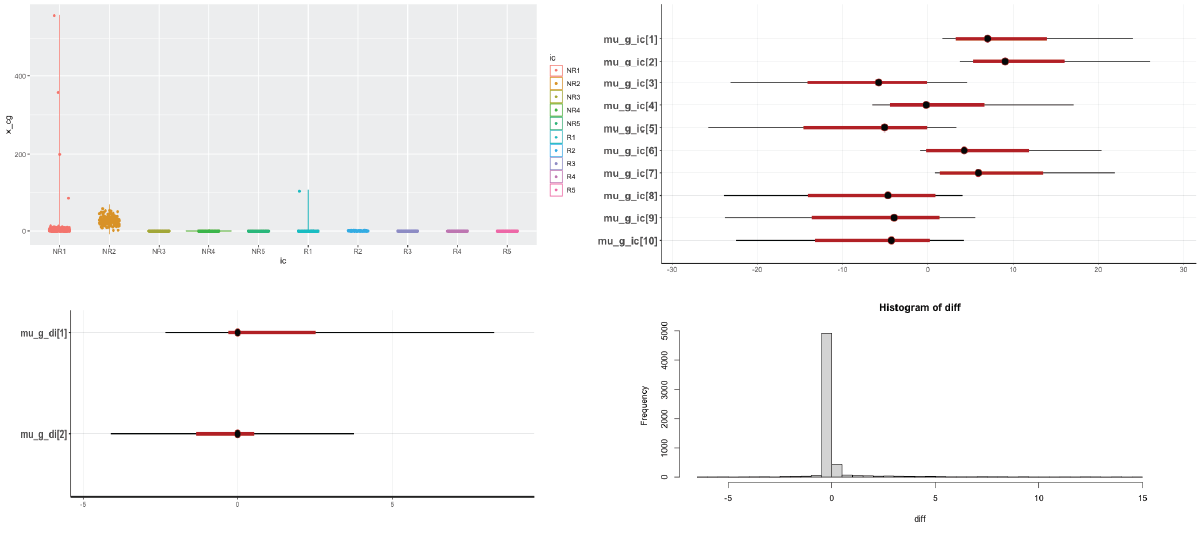 x_cg
400
200
0
NR1 NR2 NR3 NR4 NR5 R1 R2 R3 R4 R5
ic
ic
NR1
NR2
NR3
NR4
NR5
R1
R2
R3
R4
R5
mu_g_ic[1]
mu_g_ic[2]
mu_g_ic[3]
mu_g_ic[4]
mu_g_ic[5]
mu_g_ic[6]
mu_g_ic[7]
mu_g_ic[8]
mu_g_ic[9]
mu_g_ic[10]
-30 -20 -10 0 10 20 30
mu_g_di[1]
mu_g_di[2]
-5 0 5
Histogram of diff
Frequency
5000
4000
3000
2000
1000
0
-5 0 5 10 15
diff